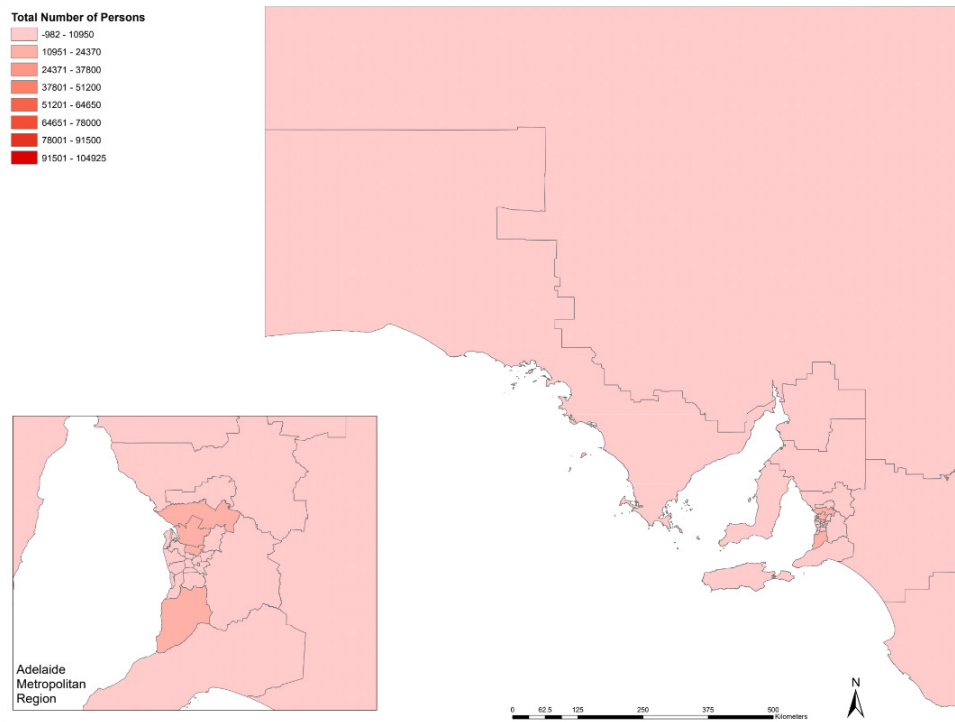 Total Number of Persons
-982 - 10950
10951 - 24370
24371 - 37800
37801 - 51200
51201 - 64650
64651 - 78000
78001 - 91500
91501 - 104925
Adelaide
Metropolitan
Region
N
0 62.5 125 250 375 500
Kilometers